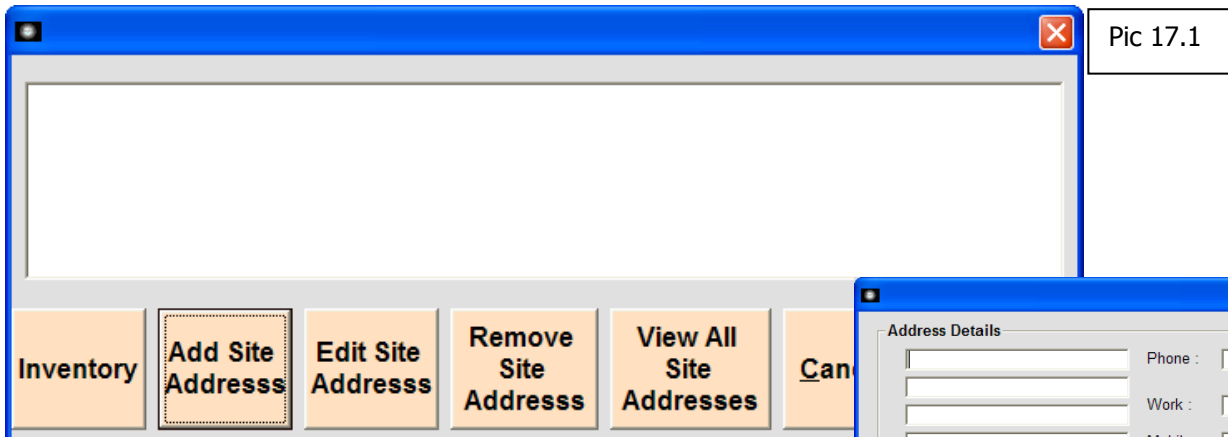 Pic 17.1
Inventory
Add Site
Addresss
Edit Site
Addresss
Remove
Site
Addresss
View All
Site
Addresses
Address Details
Phone :
Work :